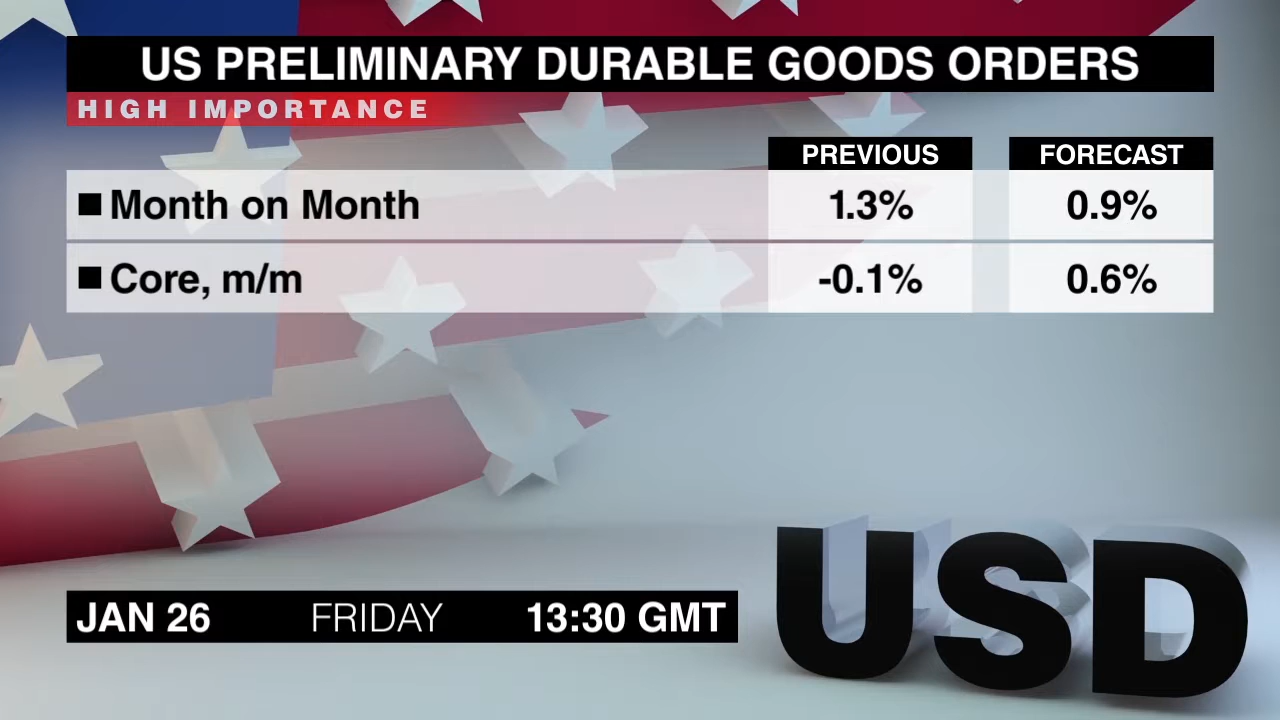 US PRELIMINARY DURABLE GOODS ORDERS
HIGH IMPORTANCE
PREVIOUS FORECAST
Month on Month 1.3% 0.9%
Core, m/m -0.1% 0.6%
JAN 26 FRIDAY 13:30 GMT
USD